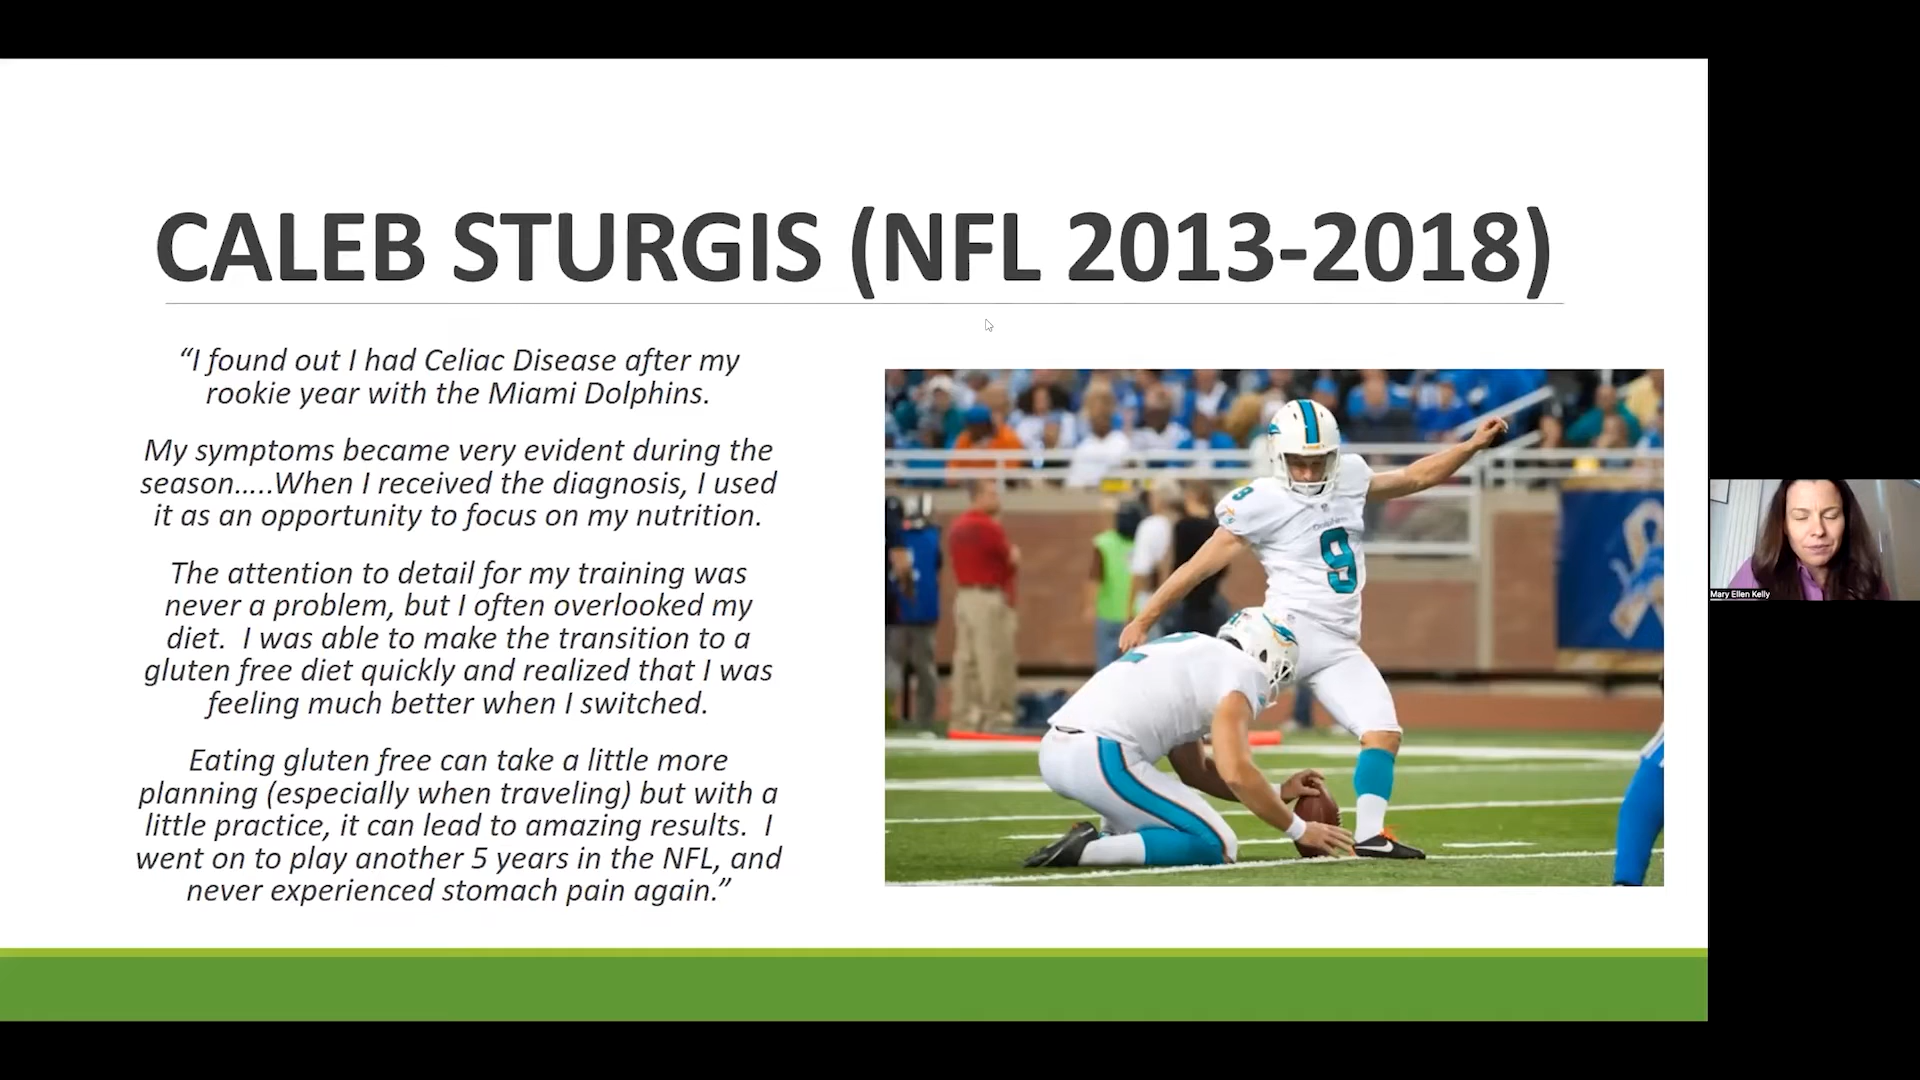 CALEB STURGIS (NFL 2013-2018)
“I found out I had Celiac Disease after my
rookie year with the Miami Dolphins.
My symptoms became very evident during the
season…..When I received the diagnosis, I used
it as an opportunity to focus on my nutrition.
The attention to detail for my training was
never a problem, but I often overlooked my
diet.  I was able to make the transition to a
gluten free diet quickly and realized that I was
feeling much better when I switched.
Eating gluten free can take a little more
planning (especially when traveling) but with a
little practice, it can lead to amazing results.  I
went on to play another 5 years in the NFL, and
never experienced stomach pain again.”
9
Dolphins
9
Mary Ellen Kelly